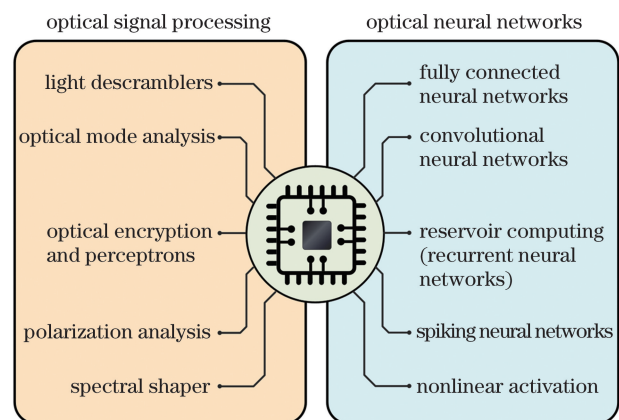 optical signal processing
light descramblers
optical mode analysis
optical encryption
and perceptrons
polarization analysis
spectral shaper
optical neural networks
fully connected
neural networks
convolutional
neural networks
reservoir computing
(recurrent neural
networks)
spiking neural networks
nonlinear activation